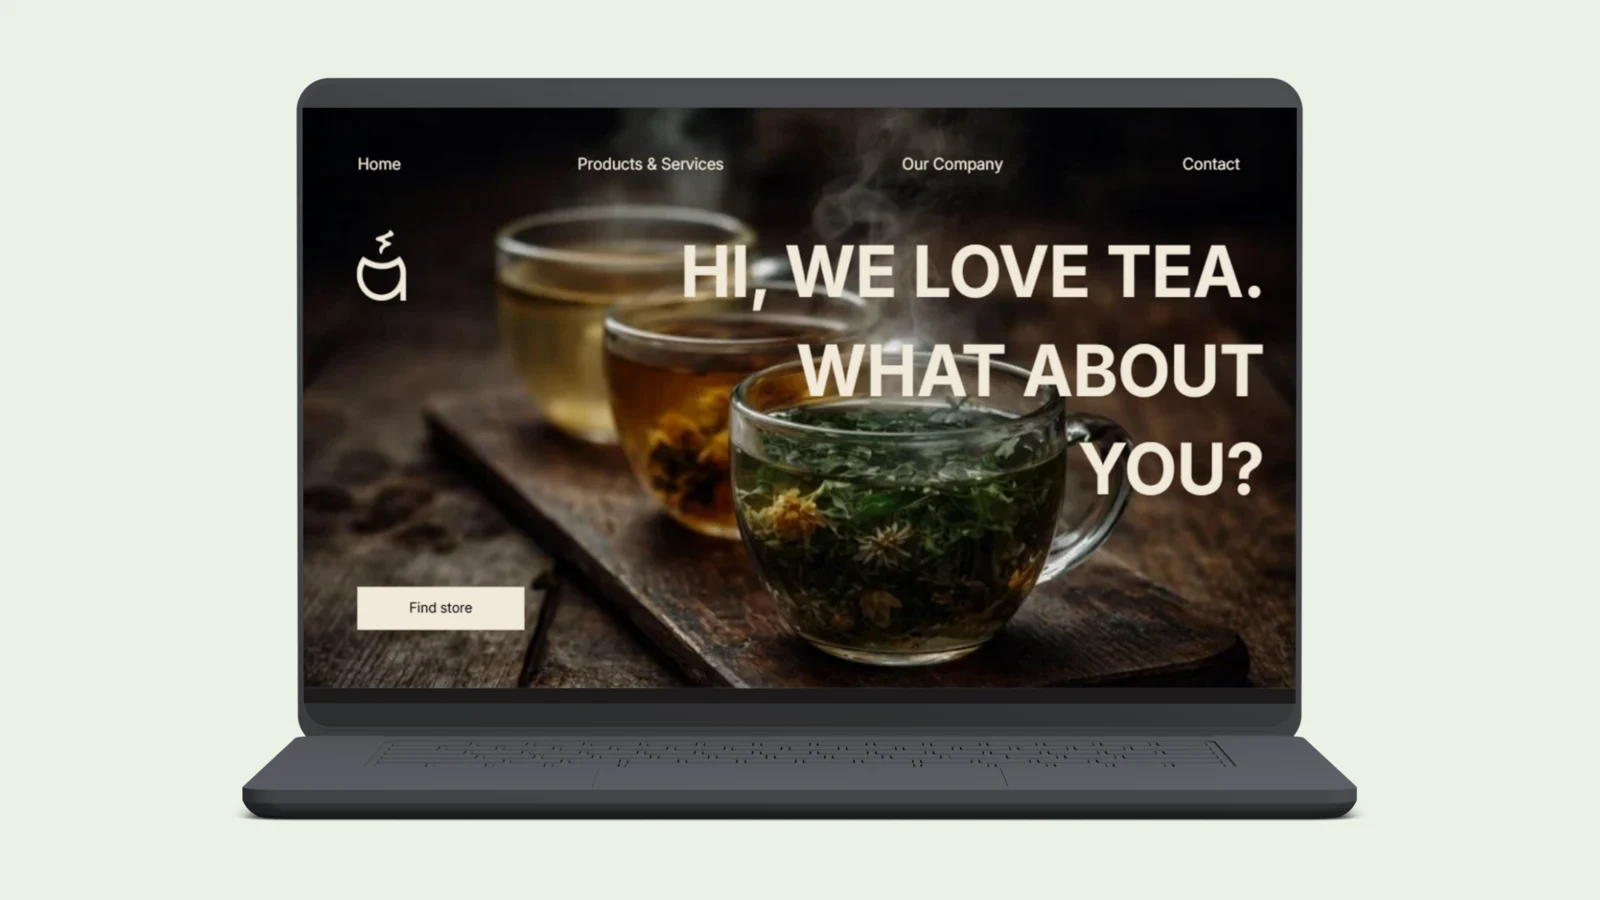 Home
Products & Services
Our Company
Contact
HI, WE LOVE TEA.
WHAT ABOUT
YOU?
Find store